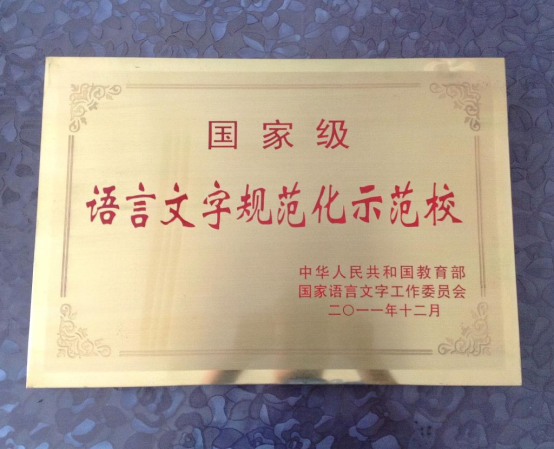 国家级
语言文字规范化示范校
中华人民共和国教育部
国家语言文字工作委员会
二〇一一年十二月